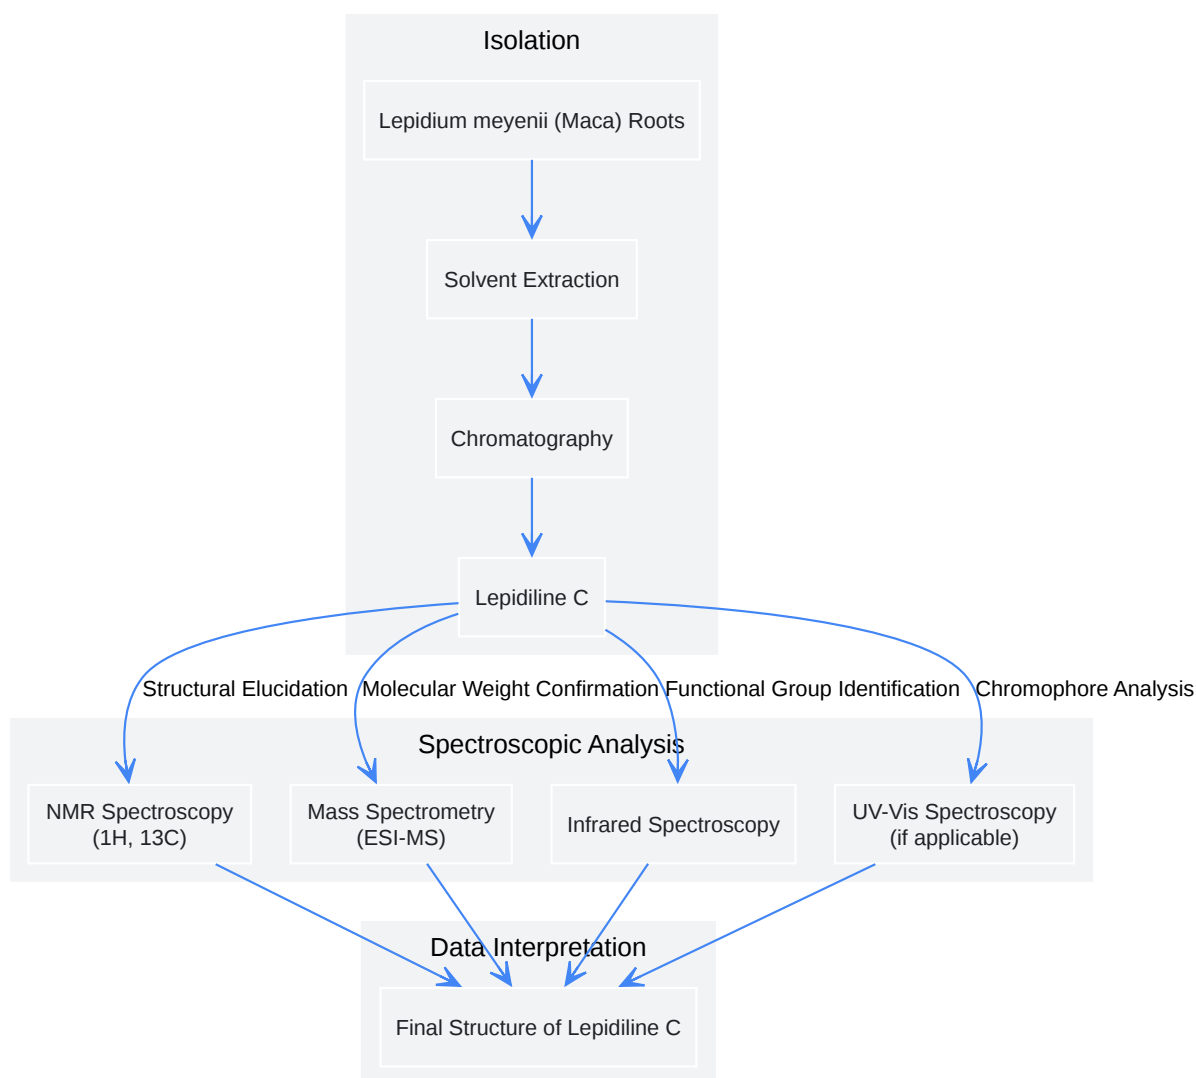 Isolation
Lepidium meyenii (Maca) Roots
Solvent Extraction
Chromatography
Lepidiline C
Structural Elucidation
Molecular Weight Confirmation
Functional Group Identification
Chromophore Analysis
Spectroscopic Analysis
NMR Spectroscopy
(1H, 13C)
Mass Spectrometry
(ESI-MS)
Infrared Spectroscopy
UV-Vis Spectroscopy
(if applicable)
Data Interpretation
Final Structure of Lepidiline C